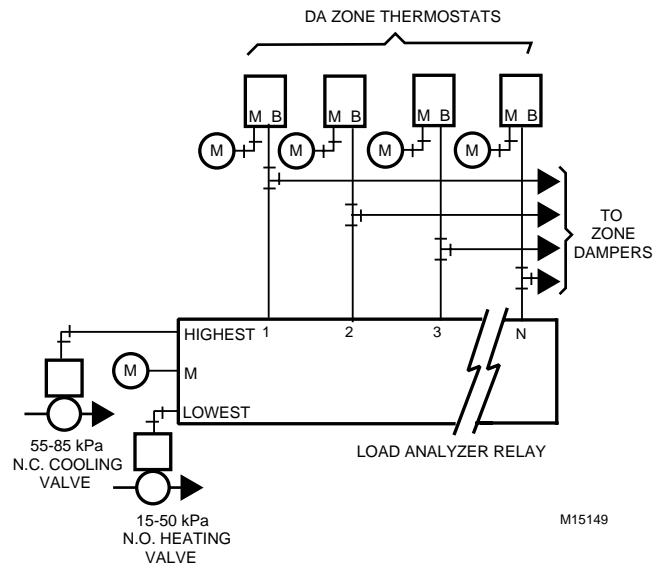 DA ZONE THERMOSTATS
M B M B M B M B
M M M M
TO
ZONE
DAMPERS
HIGHEST 1 2 3 N
M M
LOWEST
LOAD ANALYZER RELAY
55-85 kPa
N.C. COOLING
VALVE
15-50 kPa
N.O. HEATING
VALVE
M15149